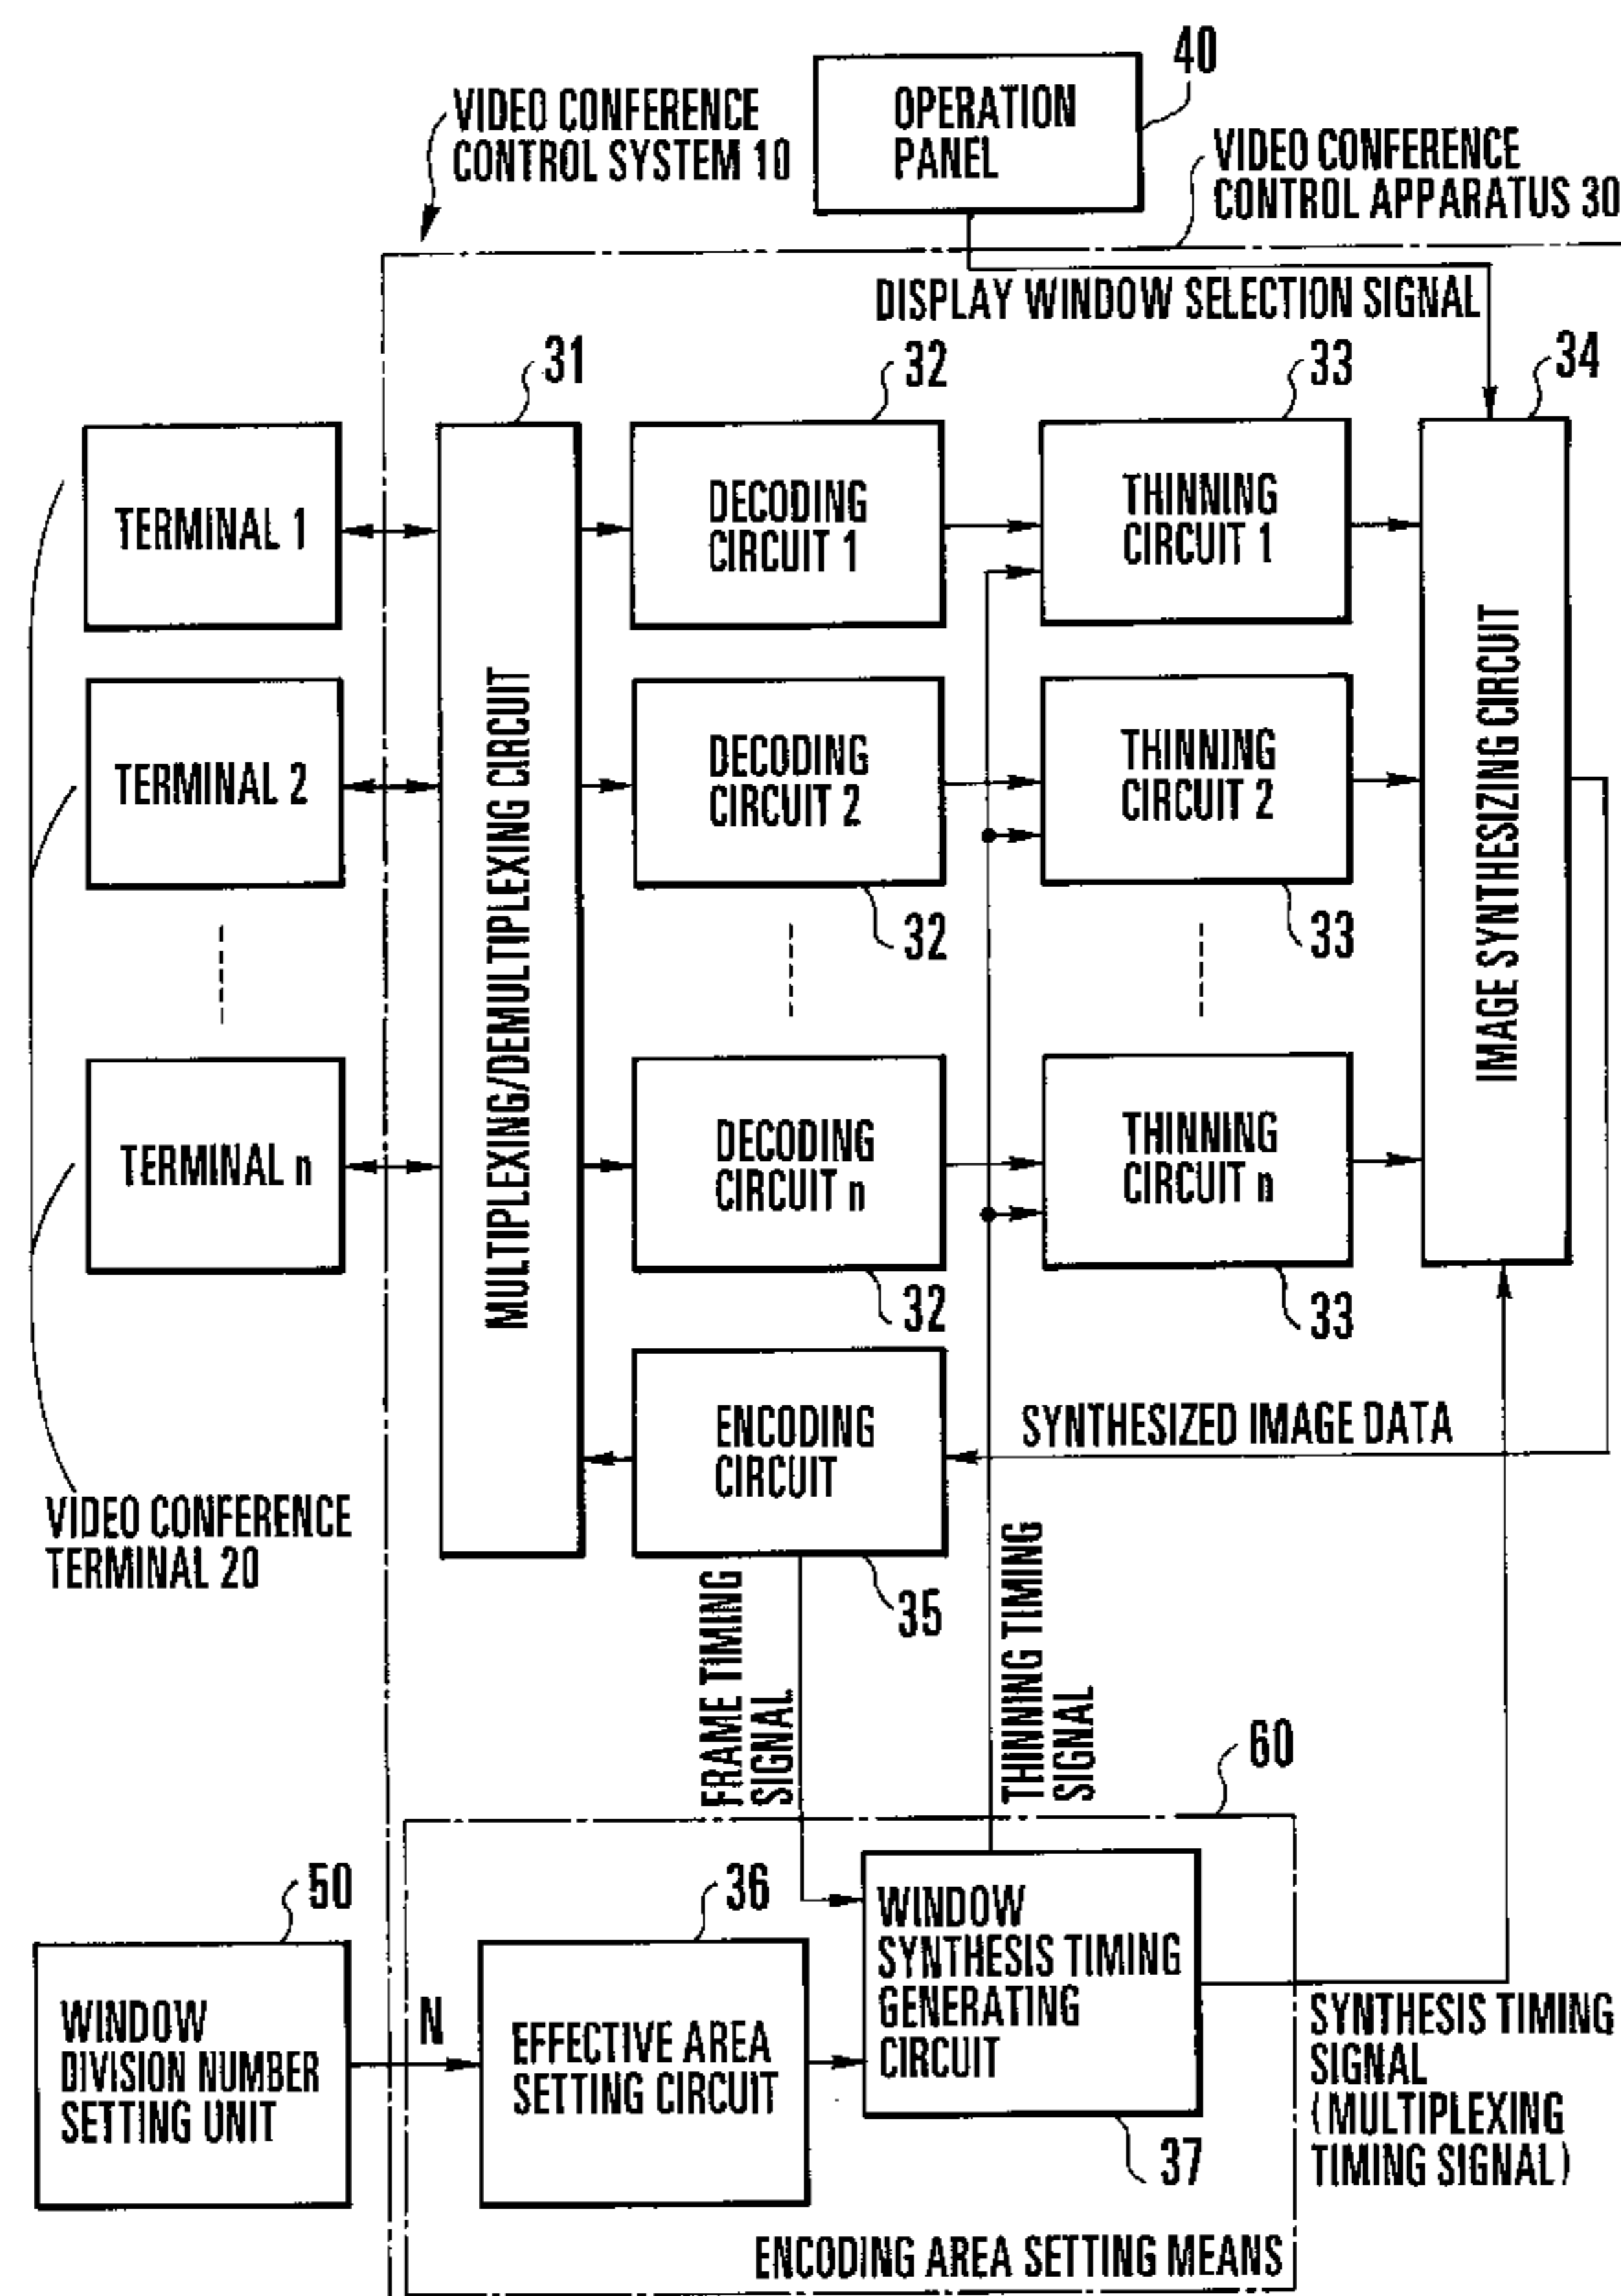 40
OPERATION
PANEL
VIDEO CONFERENCE
CONTROL SYSTEM 10
VIDEO CONFERENCE
CONTROL APPARATUS 30
DISPLAY WINDOW SELECTION SIGNAL
31
32
33
34
TERMINAL 1
DECODING
CIRCUIT 1
THINNING
CIRCUIT 1
MULTIPLEXING/DEMULTIPLEXING CIRCUIT
IMAGE SYNTHESIZING CIRCUIT
TERMINAL 2
DECODING
CIRCUIT 2
THINNING
CIRCUIT 2
32
33
TERMINAL n
DECODING
CIRCUIT n
THINNING
CIRCUIT n
32
33
ENCODING
CIRCUIT
SYNTHESIZED IMAGE DATA
VIDEO CONFERENCE
TERMINAL 20
35
FRAME TIMING
SIGNAL
THINNING TIMING
SIGNAL
60
50
36
WINDOW
DIVISION NUMBER
SETTING UNIT
N
EFFECTIVE AREA
SETTING CIRCUIT
WINDOW
SYNTHESIS TIMING
GENERATING
CIRCUIT
37
SYNTHESIS TIMING
SIGNAL
(MULTIPLEXING
TIMING SIGNAL)
ENCODING AREA SETTING MEANS